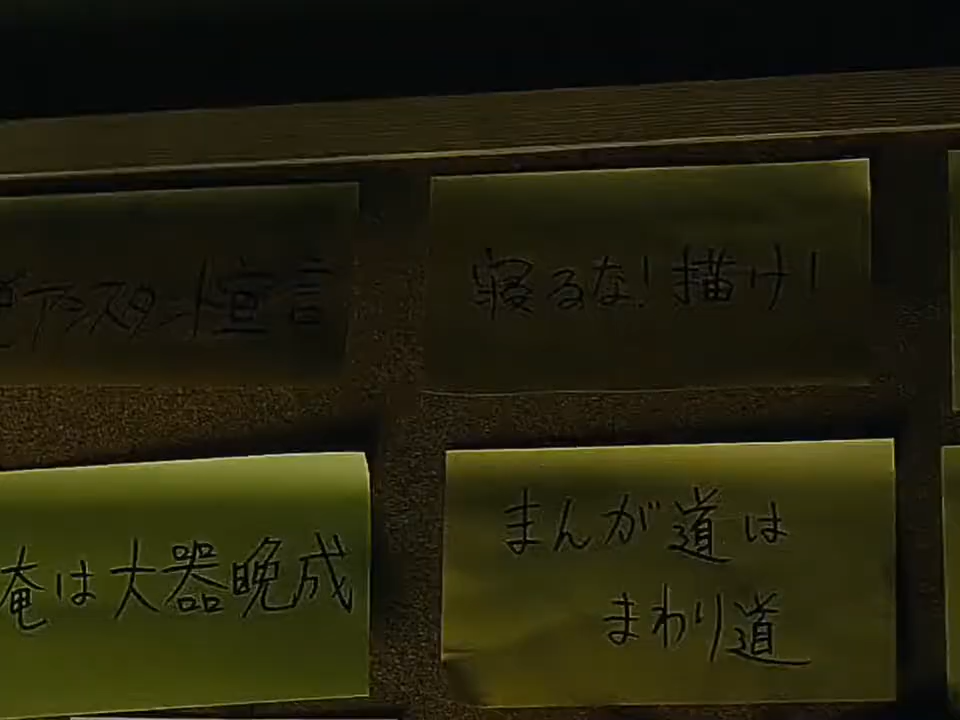 アシスタント宣言
寝るな!描け!
俺は大器晩成
まんが道は
まわり道